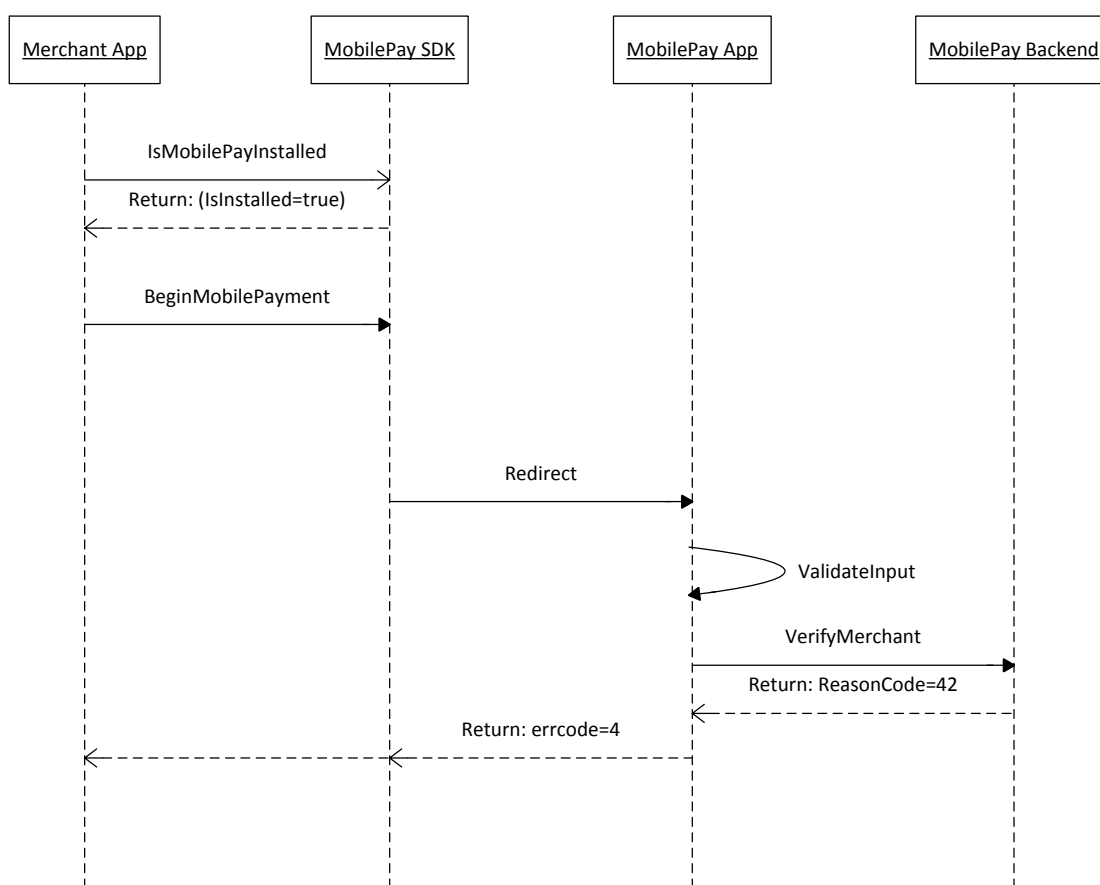 Merchant App
MobilePay SDK
MobilePay App
MobilePay Backend
IsMobilePayInstalled
Return: (IsInstalled=true)
BeginMobilePayment
Redirect
ValidateInput
VerifyMerchant
Return: ReasonCode=42
Return: errcode=4